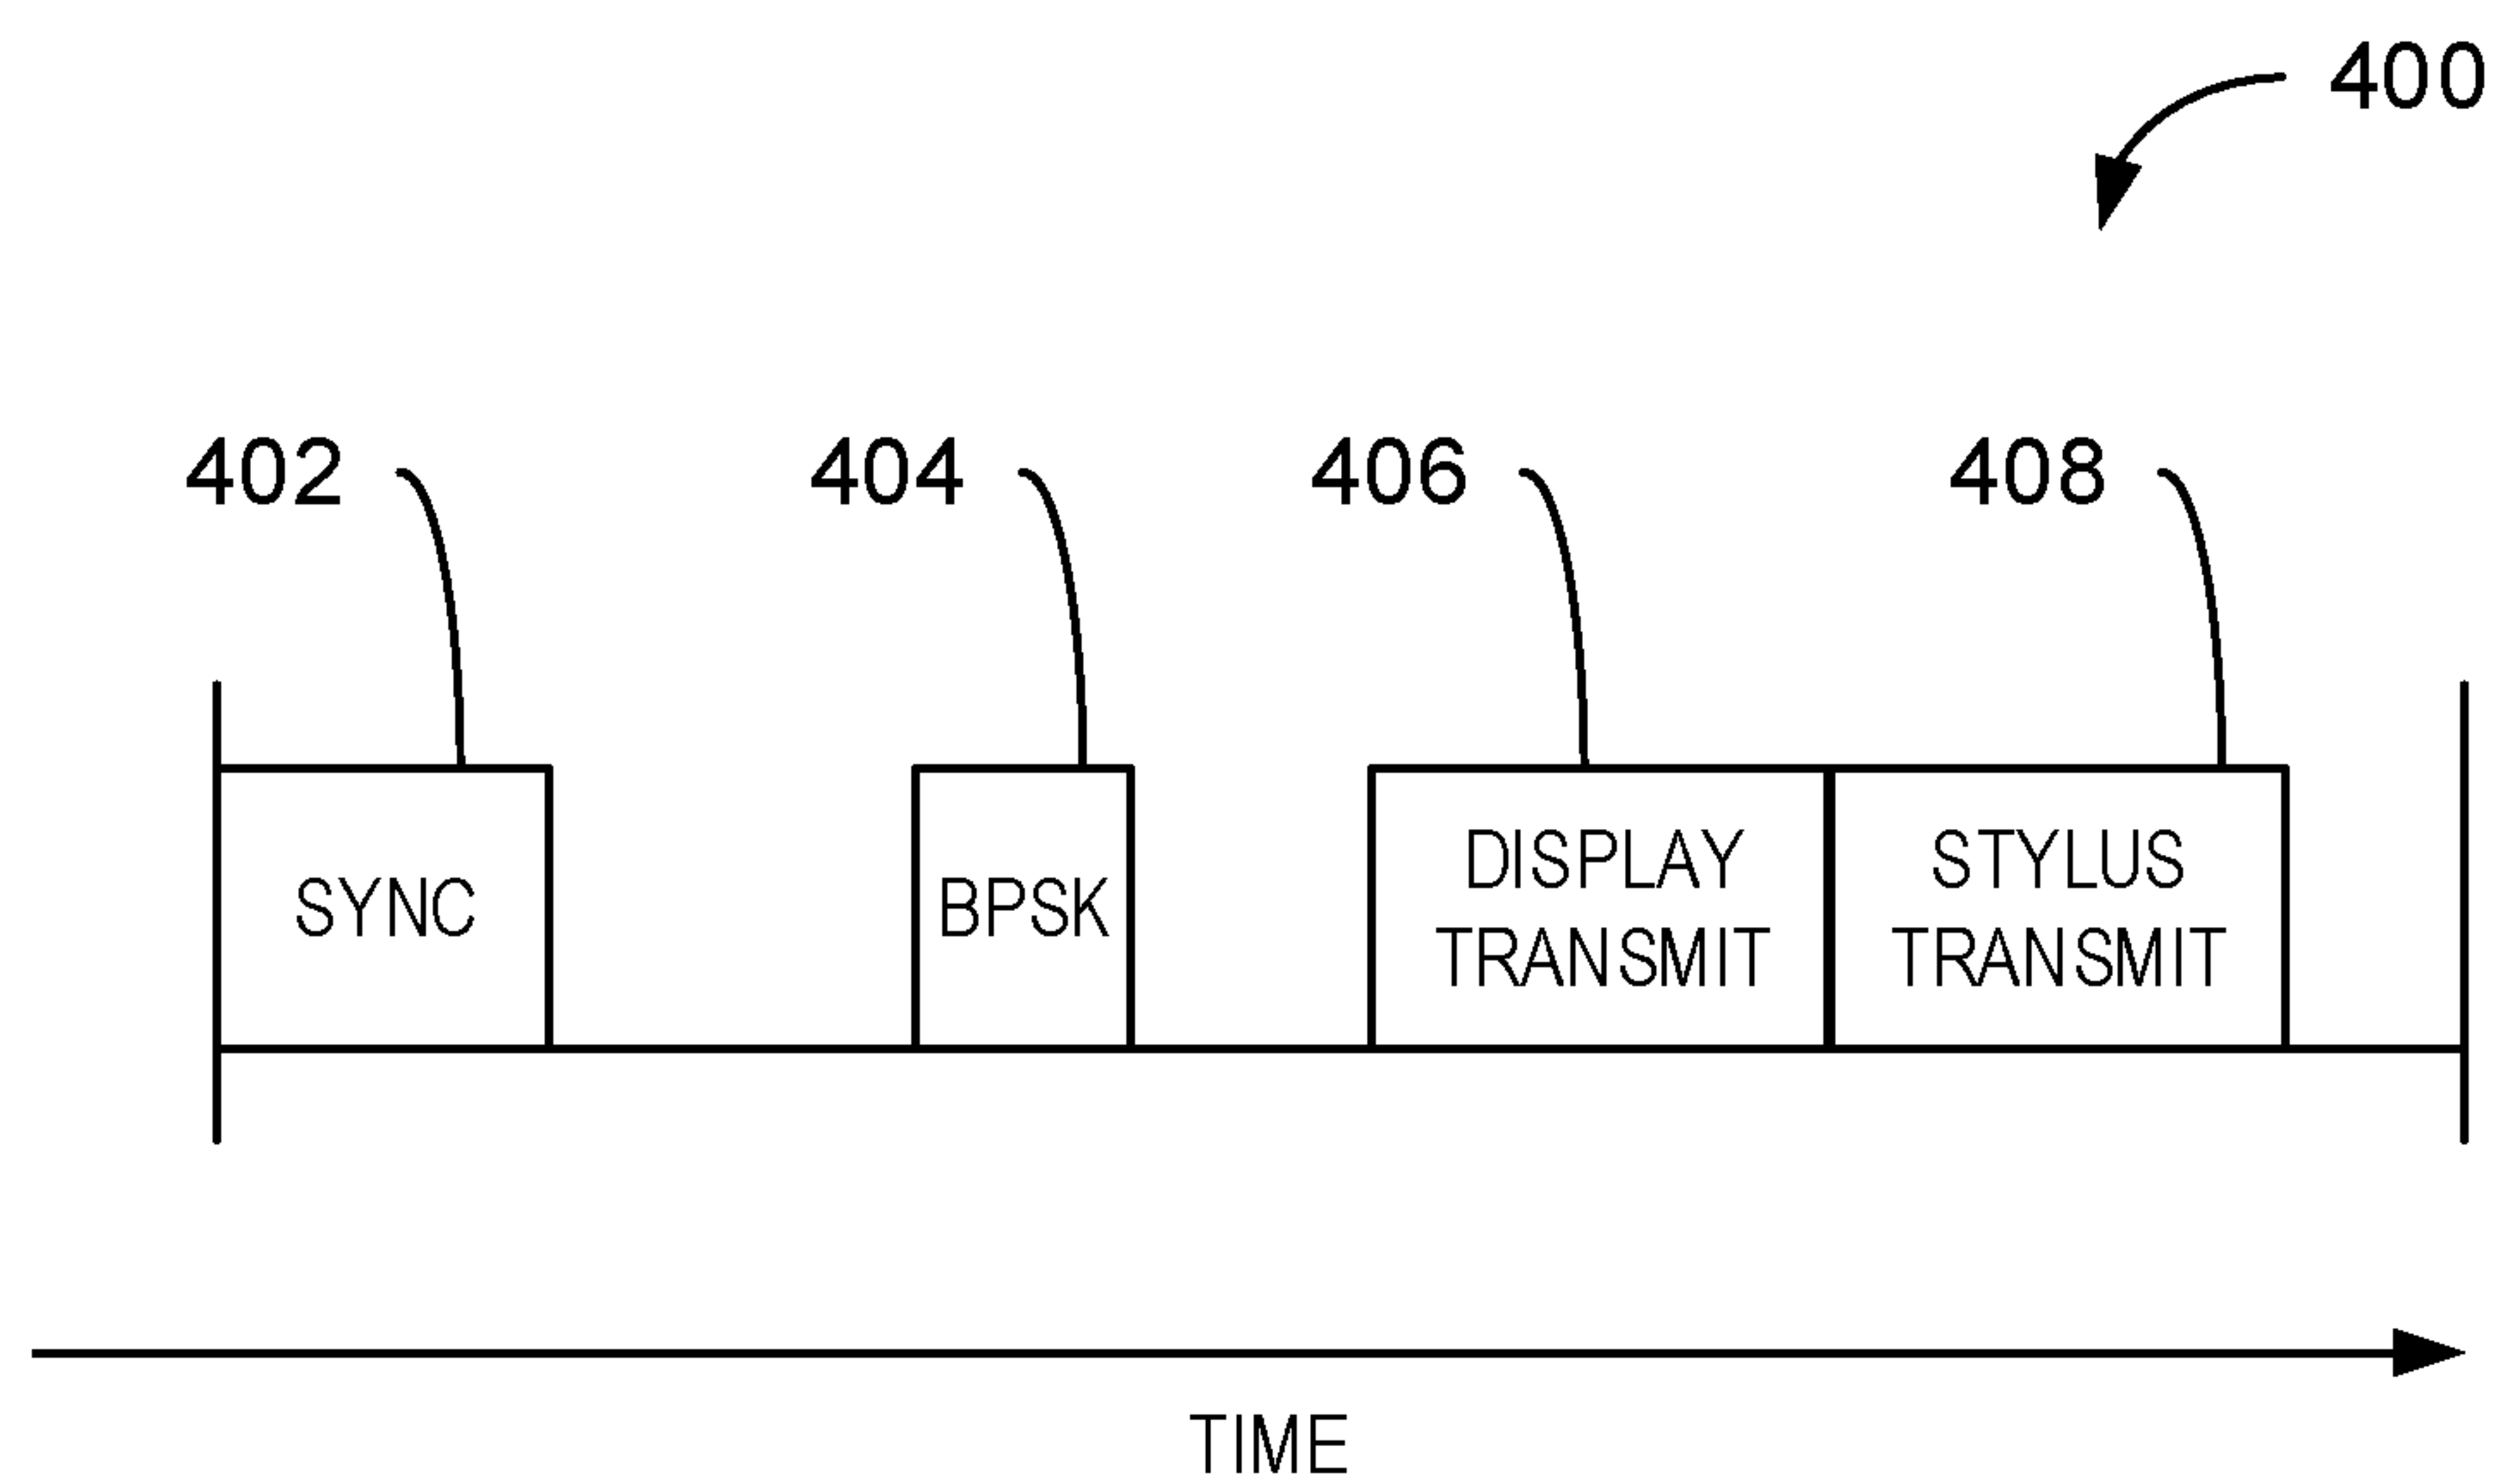 400
402
404
406
408
SYNC
BPSK
DISPLAY
TRANSMIT
STYLUS
TRANSMIT
TIME